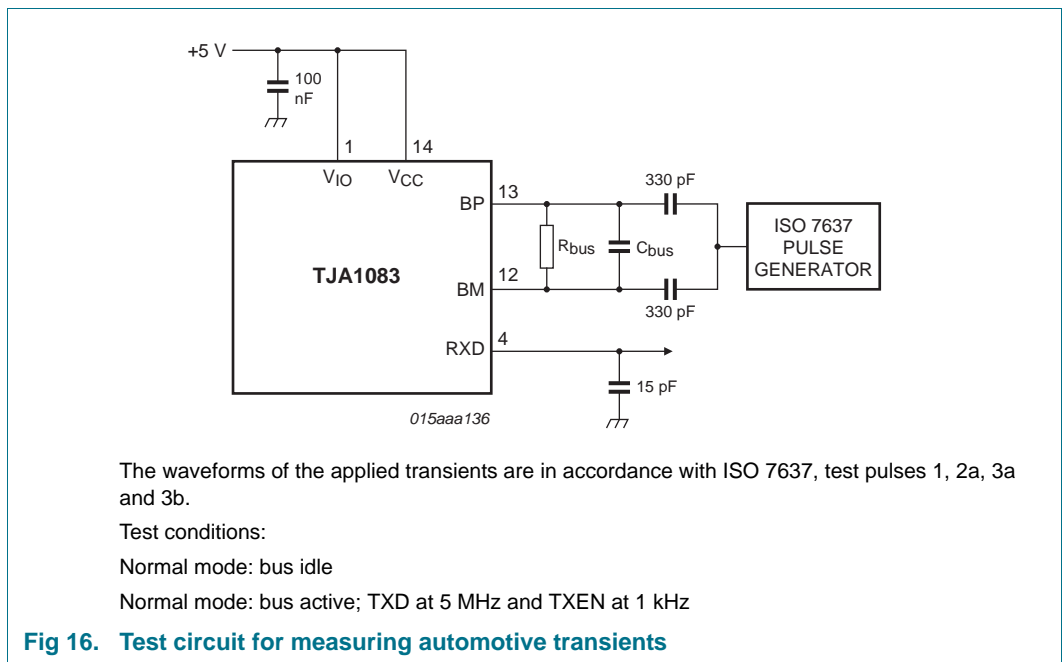 +5 V
100
nF
1
14
VIO
VCC
BP
13
330 pF
ISO 7637
PULSE
GENERATOR
Rbus
Cbus
TJA1083
12
BM
330 pF
RXD
4
15 pF
015aaa136
The waveforms of the applied transients are in accordance with ISO 7637, test pulses 1, 2a, 3a
and 3b.
Test conditions:
Normal mode: bus idle
Normal mode: bus active; TXD at 5 MHz and TXEN at 1 kHz
Fig 16. Test circuit for measuring automotive transients